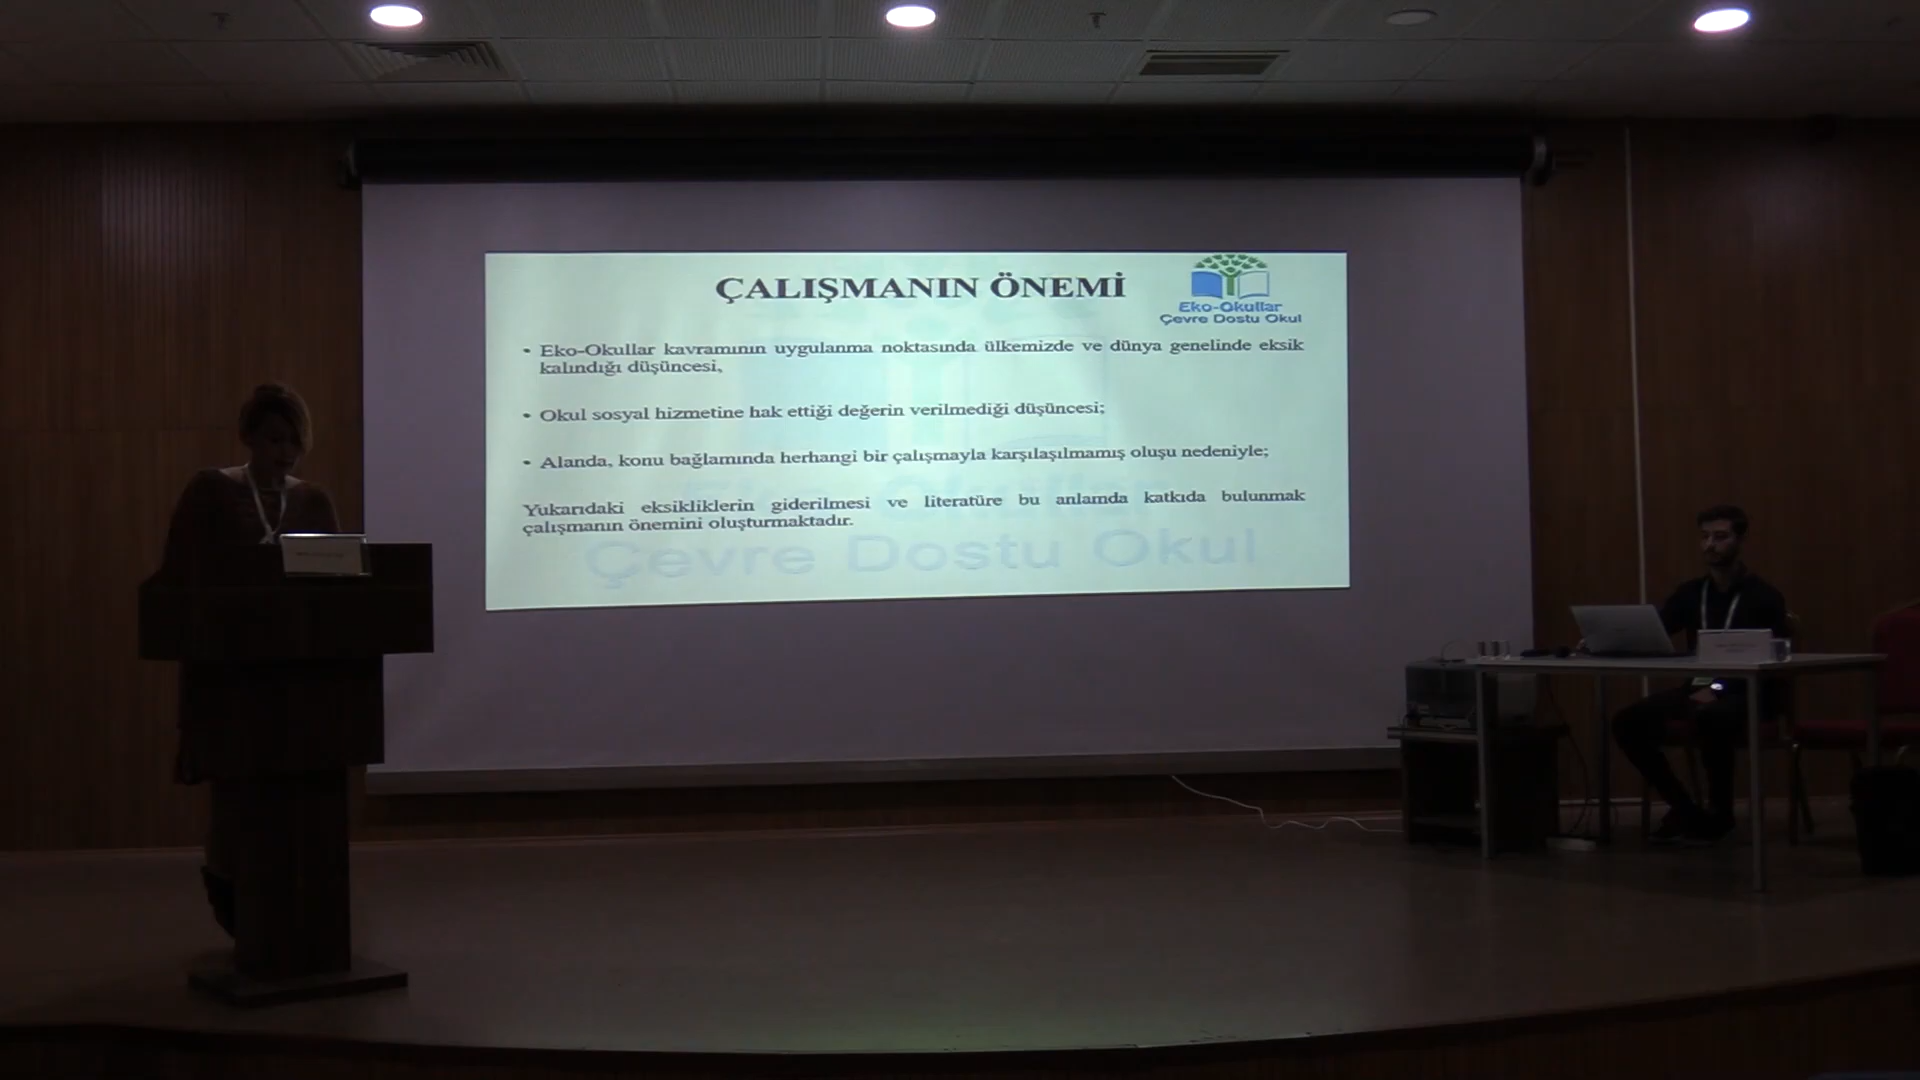 ÇALIŞMANIN ÖNEMİ
Eko-Okullar
Çevre Dostu Okul
• Eko-Okullar kavramının uygulanma noktasında ülkemizde ve dünya genelinde eksik
kalındığı düşüncesi,
• Okul sosyal hizmetine hak ettiği değerin verilmediği düşüncesi;
• Alanda, konu bağlamında herhangi bir çalışmayla karşılaşılmamış oluşu nedeniyle;
Yukarıdaki eksikliklerin giderilmesi ve literatüre bu anlamda katkıda bulunmak
çalışmanın önemini oluşturmaktadır.
Eko-Okullar
Çevre Dostu Okul